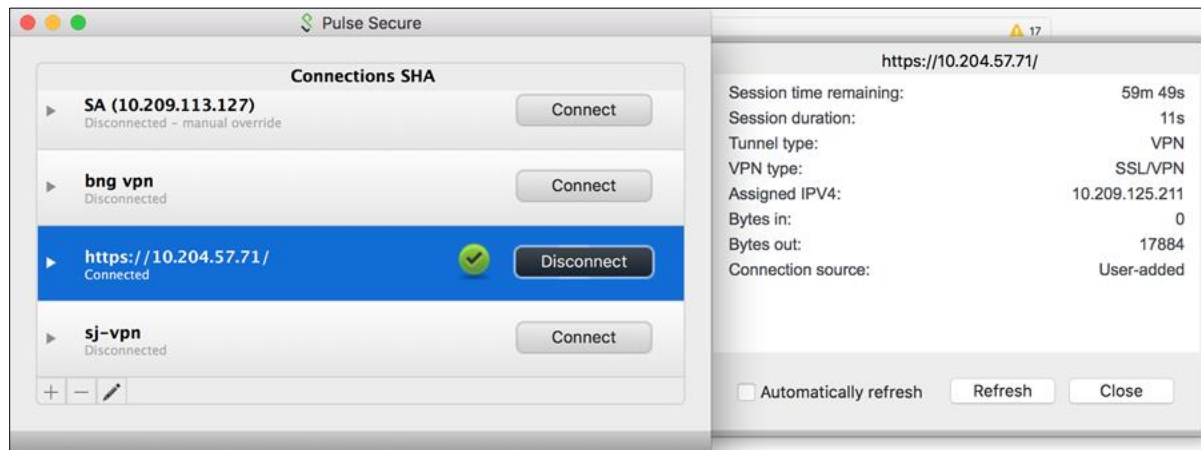 Pulse Secure
Connections SHA
SA (10.209.113.127)
Disconnected – manual override
Connect
bng vpn
Disconnected
Connect
https://10.204.57.71/
Connected
Disconnect
sj-vpn
Disconnected
Connect
17
https://10.204.57.71/
Session time remaining: 59m 49s
Session duration: 11s
Tunnel type: VPN
VPN type: SSL/VPN
Assigned IPV4: 10.209.125.211
Bytes in: 0
Bytes out: 17884
Connection source: User-added
Automatically refresh Refresh Close